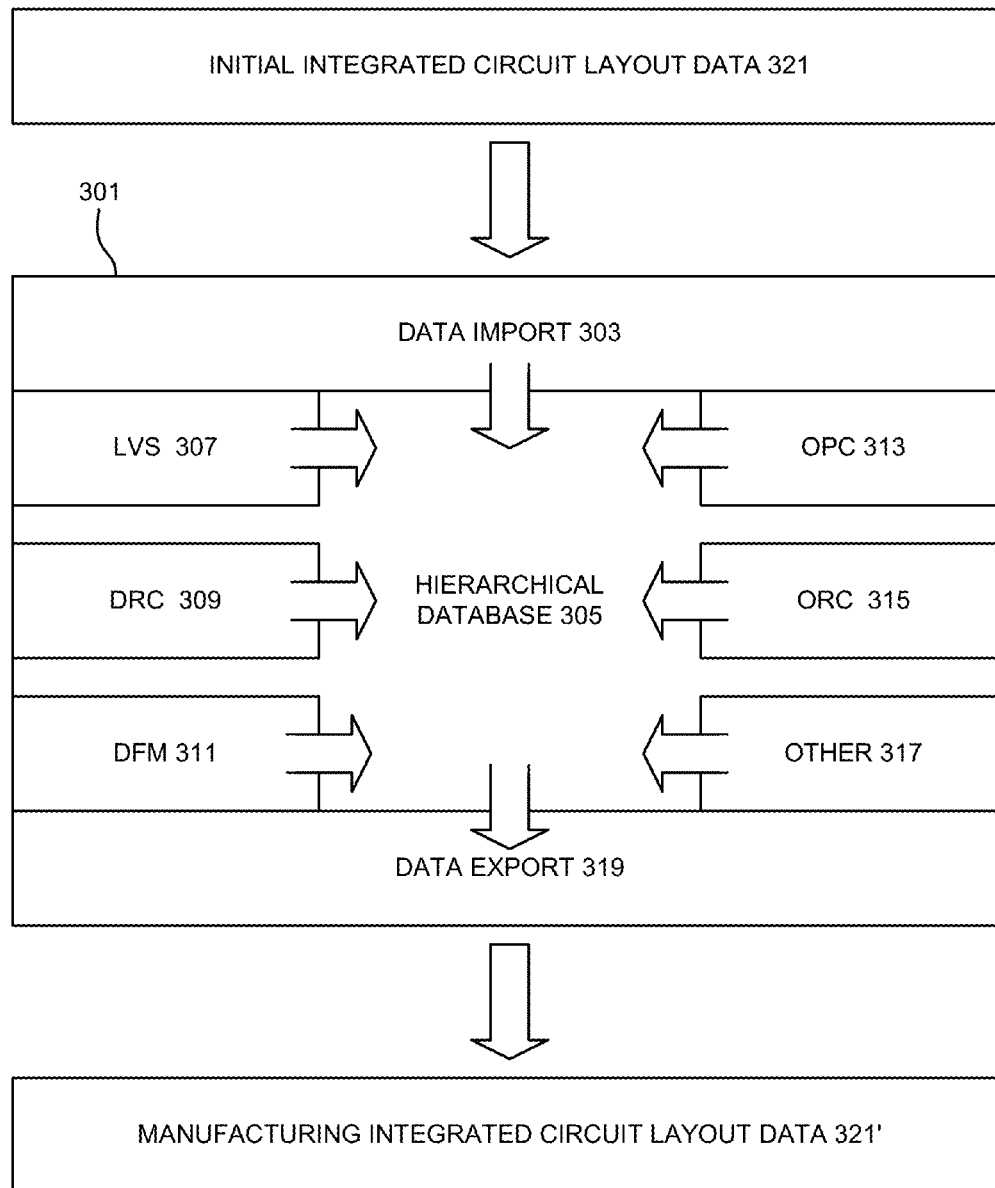 INITIAL INTEGRATED CIRCUIT LAYOUT DATA 321
301
DATA IMPORT 303
LVS 307
OPC 313
DRC 309
HIERARCHICAL
DATABASE 305
ORC 315
DFM 311
OTHER 317
DATA EXPORT 319
MANUFACTURING INTEGRATED CIRCUIT LAYOUT DATA 321'